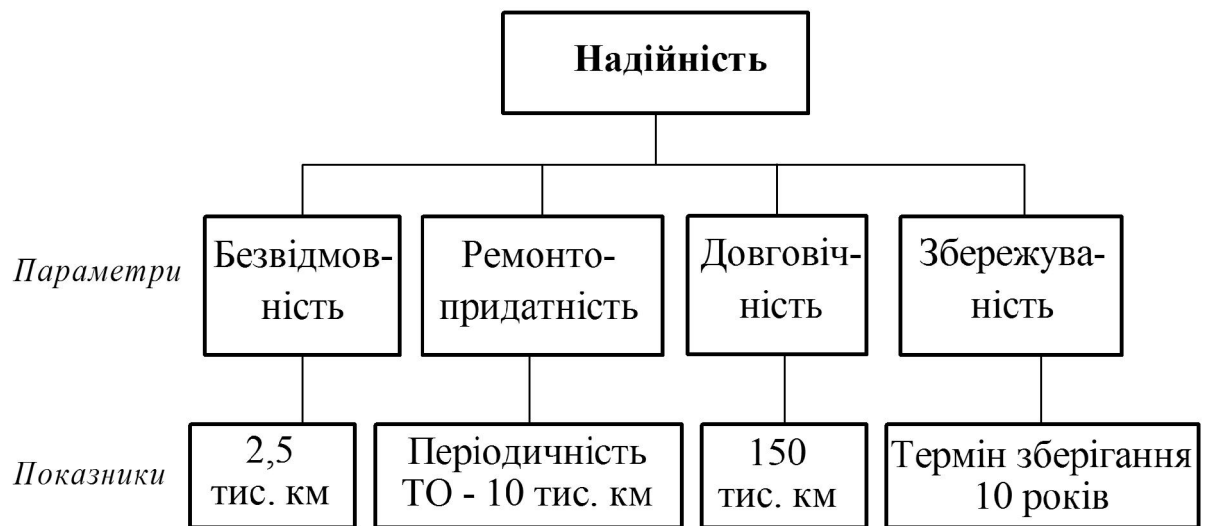 Надійність
Параметри
Безвідмов-
ність
Ремонто-
придатність
Довговіч-
ність
Збережува-
ність
Показники
2,5
тис. км
Періодичність
ТО - 10 тис. км
150
тис. км
Термін зберігання
10 років